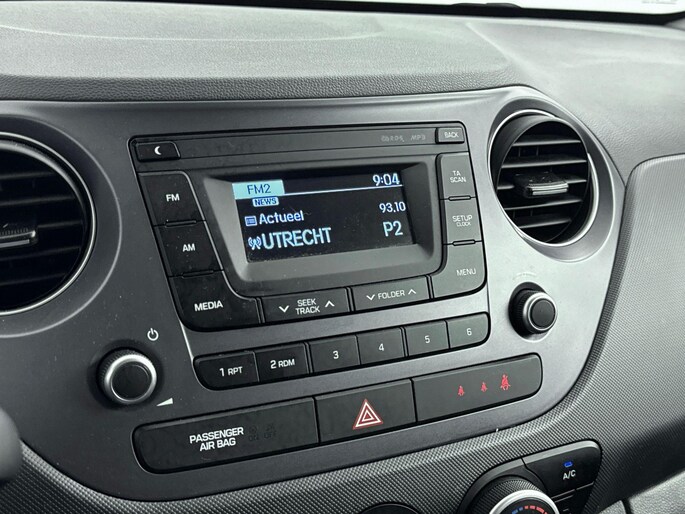 MP3
BACK
FM
FM2
9:04
TA
SCAN
NEWS
Actueel
93.10
AM
UTRECHT
P2
SETUP
CLOCK
MEDIA
SEEK
TRACK
FOLDER
MENU
1 RPT
2 RDM
3
4
5
6
PASSENGER
AIR BAG
A/C